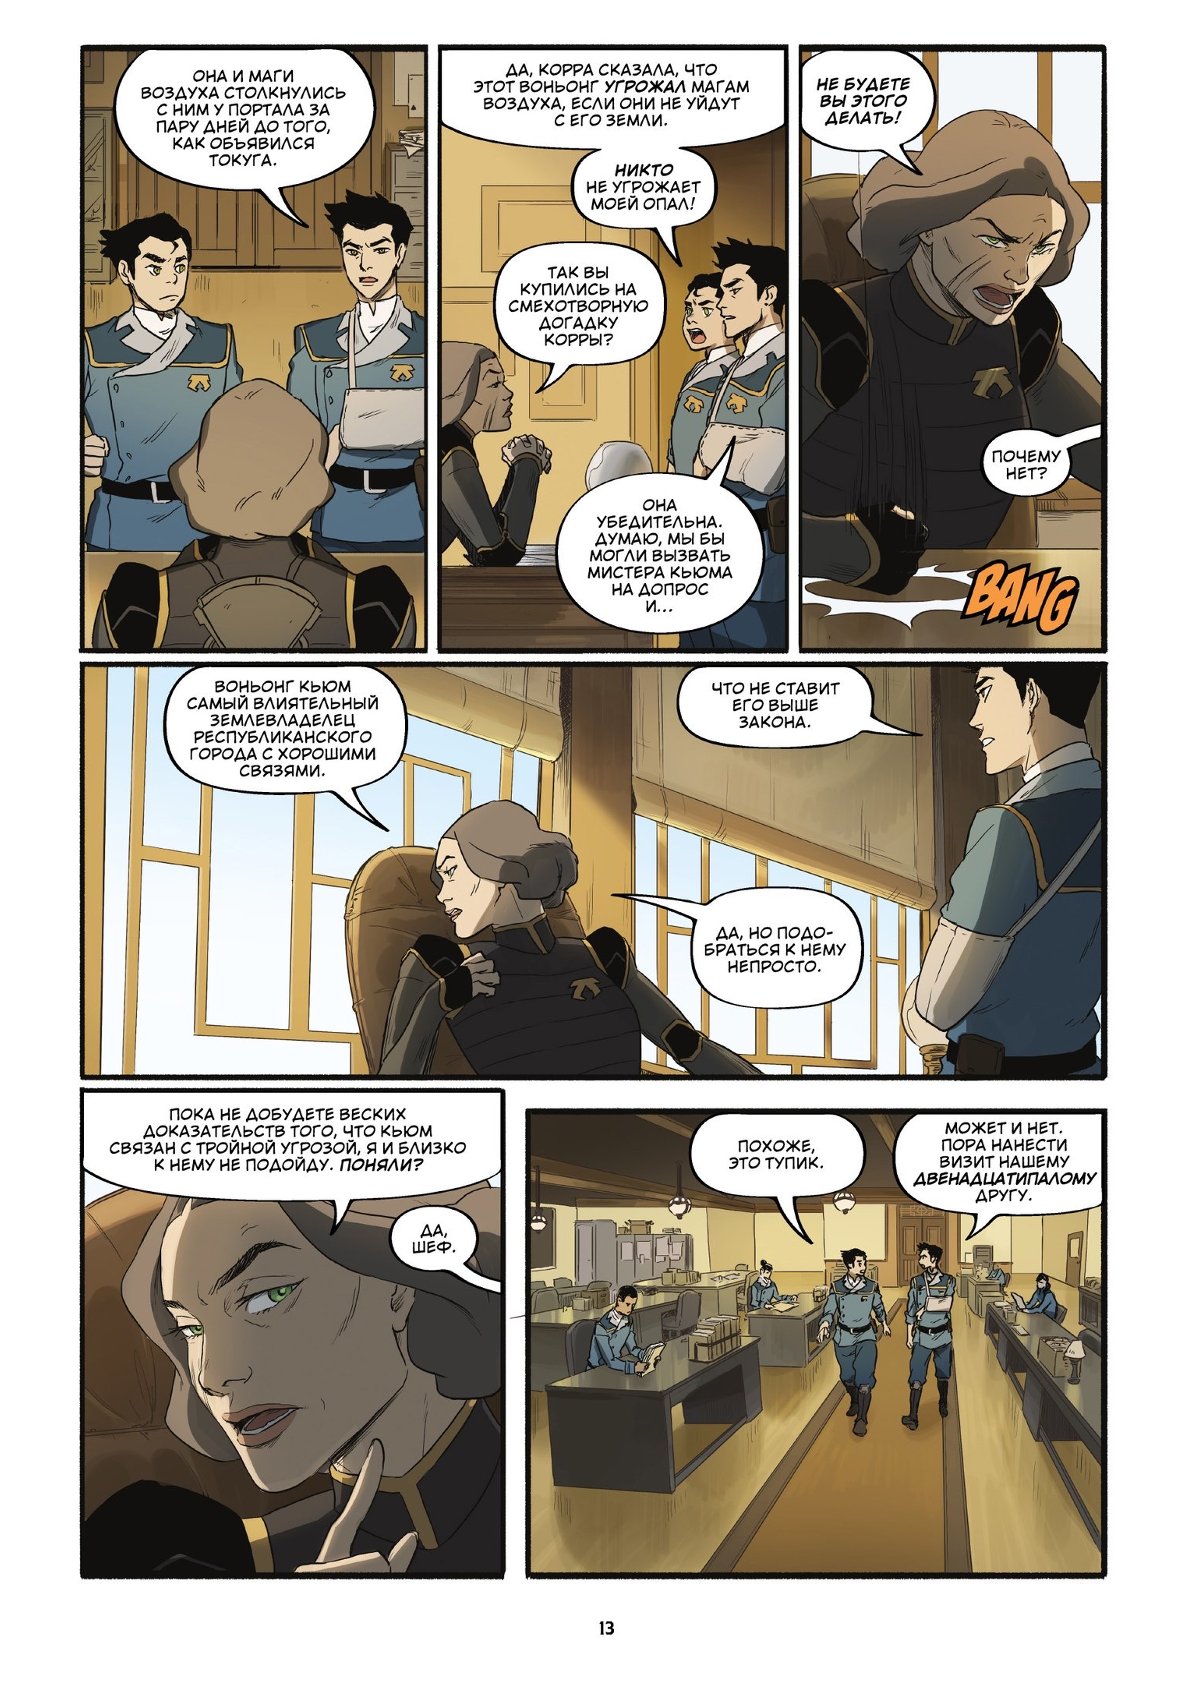 ОНА И МАГИ
ВОЗДУХА СТОЛКНУЛИСЬ
С НИМ У ПОРТАЛА ЗА
ПАРУ ДНЕЙ ДО ТОГО,
КАК ОБЪЯВИЛСЯ
ТОКУГА.
ДА, КОРРА СКАЗАЛА, ЧТО
ЭТОТ ВОНЬОНГ УГРОЖАЛ МАГАМ
ВОЗДУХА, ЕСЛИ ОНИ НЕ УЙДУТ
С ЕГО ЗЕМЛИ.
НИКТО
НЕ УГРОЖАЕТ
МОЕЙ ОПАЛ!
ТАК ВЫ
КУПИЛИСЬ НА
СМЕХОТВОРНУЮ
ДОГАДКУ
КОРРЫ?
ОНА
УБЕДИТЕЛЬНА.
ДУМАЮ, МЫ БЫ
МОГЛИ ВЫЗВАТЬ
МИСТЕРА КЬЮМА
НА ДОПРОС
И...
НЕ БУДЕТЕ
ВЫ ЭТОГО
ДЕЛАТЬ!
ПОЧЕМУ
НЕТ?
BANG
ВОНЬОНГ КЬЮМ
САМЫЙ ВЛИЯТЕЛЬНЫЙ
ЗЕМЛЕВЛАДЕЛЕЦ
РЕСПУБЛИКАНСКОГО
ГОРОДА С ХОРОШИМИ
СВЯЗЯМИ.
ЧТО НЕ СТАВИТ
ЕГО ВЫШЕ
ЗАКОНА.
ДА, НО ПОДО-
БРАТЬСЯ К НЕМУ
НЕПРОСТО.
ПОКА НЕ ДОБУДЕТЕ ВЕСКИХ
ДОКАЗАТЕЛЬСТВ ТОГО, ЧТО КЬЮМ
СВЯЗАН С ТРОЙНОЙ УГРОЗОЙ, Я И БЛИЗКО
К НЕМУ НЕ ПОДОЙДУ. ПОНЯЛИ?
ДА,
ШЕФ.
ПОХОЖЕ,
ЭТО ТУПИК.
МОЖЕТ И НЕТ.
ПОРА НАНЕСТИ
ВИЗИТ НАШЕМУ
ДВЕНАДЦАТИПАЛОМУ
ДРУГУ.
13